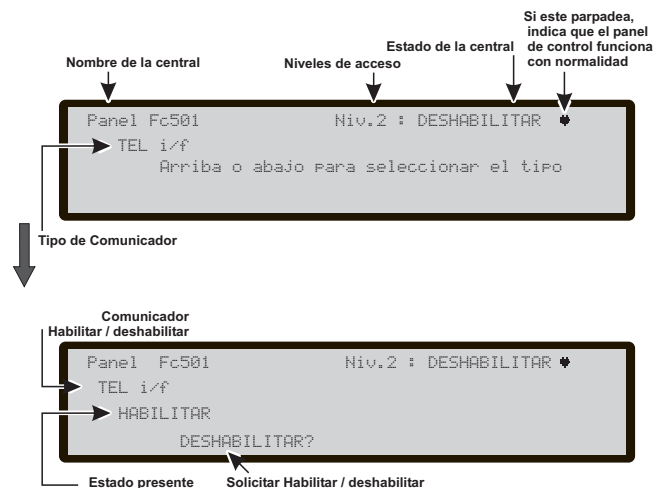 Si este parpadea,
indica que el panel
de control funciona
con normalidad
Estado de la central
Nombre de la central
Niveles de acceso
Panel Fc501 Niv.2 : DESHABILITAR ♥
TEL i/f
Arriba o abajo para seleccionar el tipo
Tipo de Comunicador
Comunicador
Habilitar / deshabilitar
Panel Fc501 Niv.2 : DESHABILITAR ♥
TEL i/f
HABILITAR
DESHABILITAR?
Estado presente
Solicitar Habilitar / deshabilitar